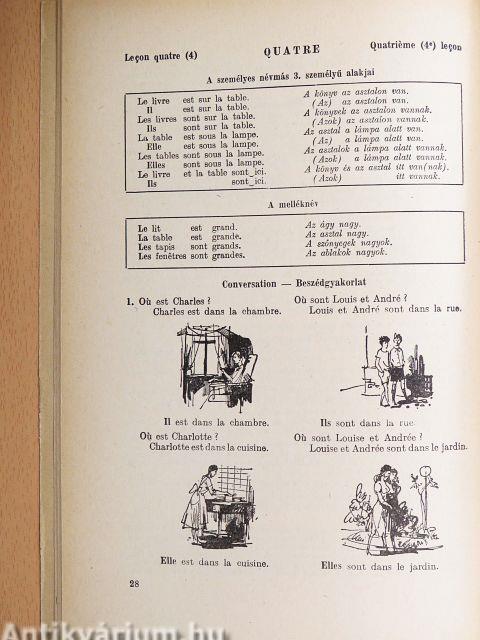 Leçon quatre (4) QUATRE Quatrième (4e) leçon
A személyes névmás 3. személyű alakjai
Le livre est sur la table. A könyv az asztalon van.
Il est sur la table. (Az) az asztalon van.
Les livres sont sur la table. A könyvek az asztalon vannak.
Ils sont sur la table. (Azok) az asztalon vannak.
La table est sous la lampe. Az asztal a lámpa alatt van.
Elle est sous la lampe. (Az) a lámpa alatt van.
Les tables sont sous la lampe. Az asztalok a lámpa alatt vannak.
Elles sont sous la lampe. (Azok) a lámpa alatt vannak.
Le livre et la table sont‿ici. A könyv és az asztal itt van(nak).
Ils sont‿ici. (Azok) itt vannak.
A melléknév
Le lit est grand. Az ágy nagy.
La table est grande. Az asztal nagy.
Les tapis sont grands. A szőnyegek nagyok.
Les fenêtres sont grandes. Az ablakok nagyok.
Conversation — Beszédgyakorlat
1. Où est Charles ? Où sont Louis et André ?
Charles est dans la chambre. Louis et André sont dans la rue.
Il est dans la chambre. Ils sont dans la rue.
Où est Charlotte ? Où sont Louise et Andrée ?
Charlotte est dans la cuisine. Louise et Andrée sont dans le jardin.
Elle est dans la cuisine. Elles sont dans le jardin.
28
Antikvárium.hu